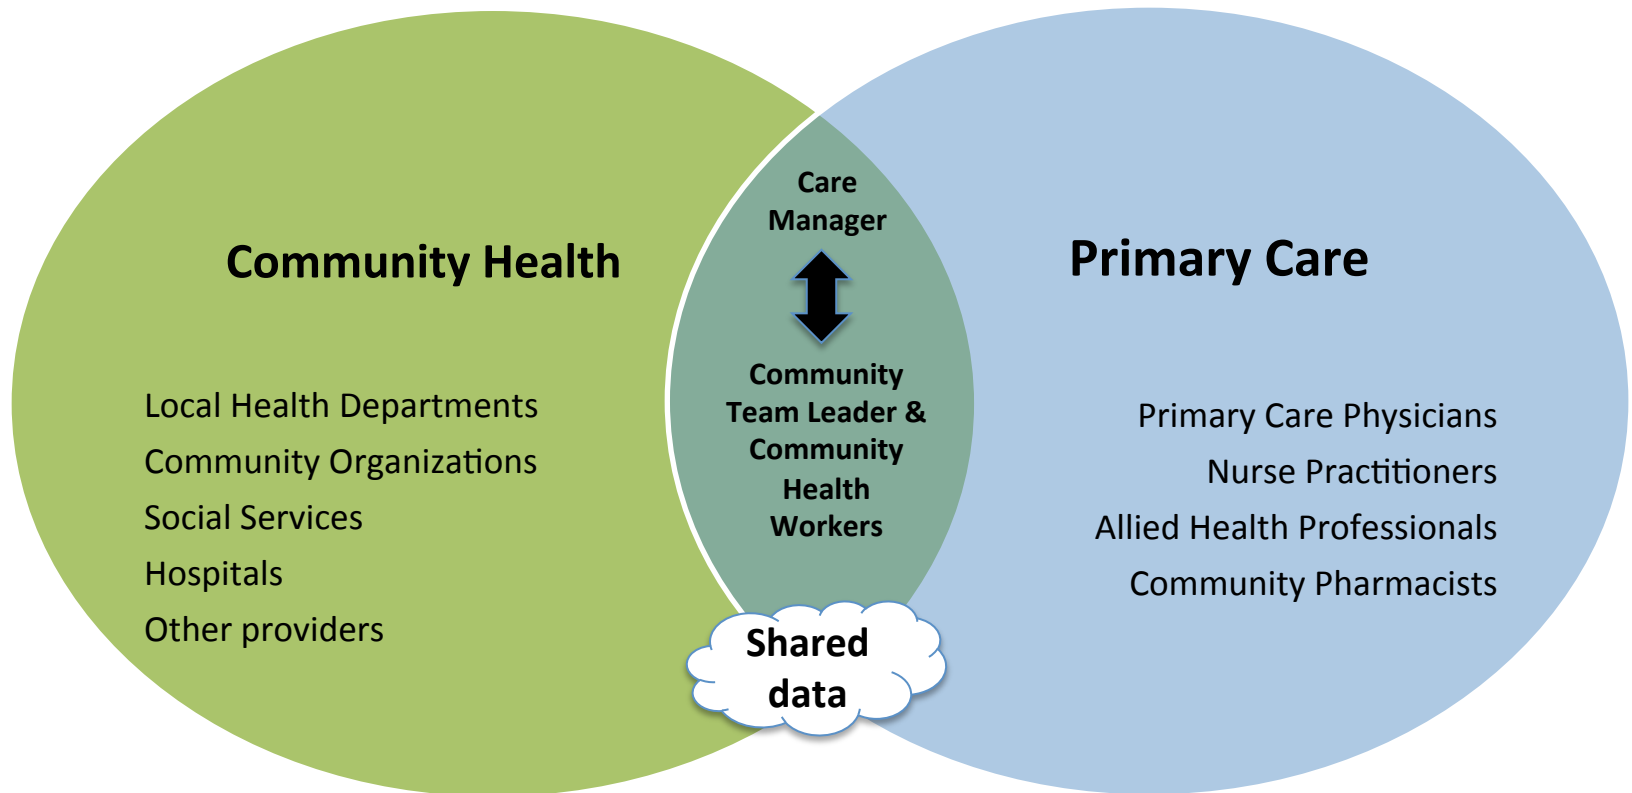 Community Health
Local Health Departments
Community Organizations
Social Services
Hospitals
Other providers
Care
Manager
Community
Team Leader &
Community
Health
Workers
Shared
data
Primary Care
Primary Care Physicians
Nurse Practitioners
Allied Health Professionals
Community Pharmacists